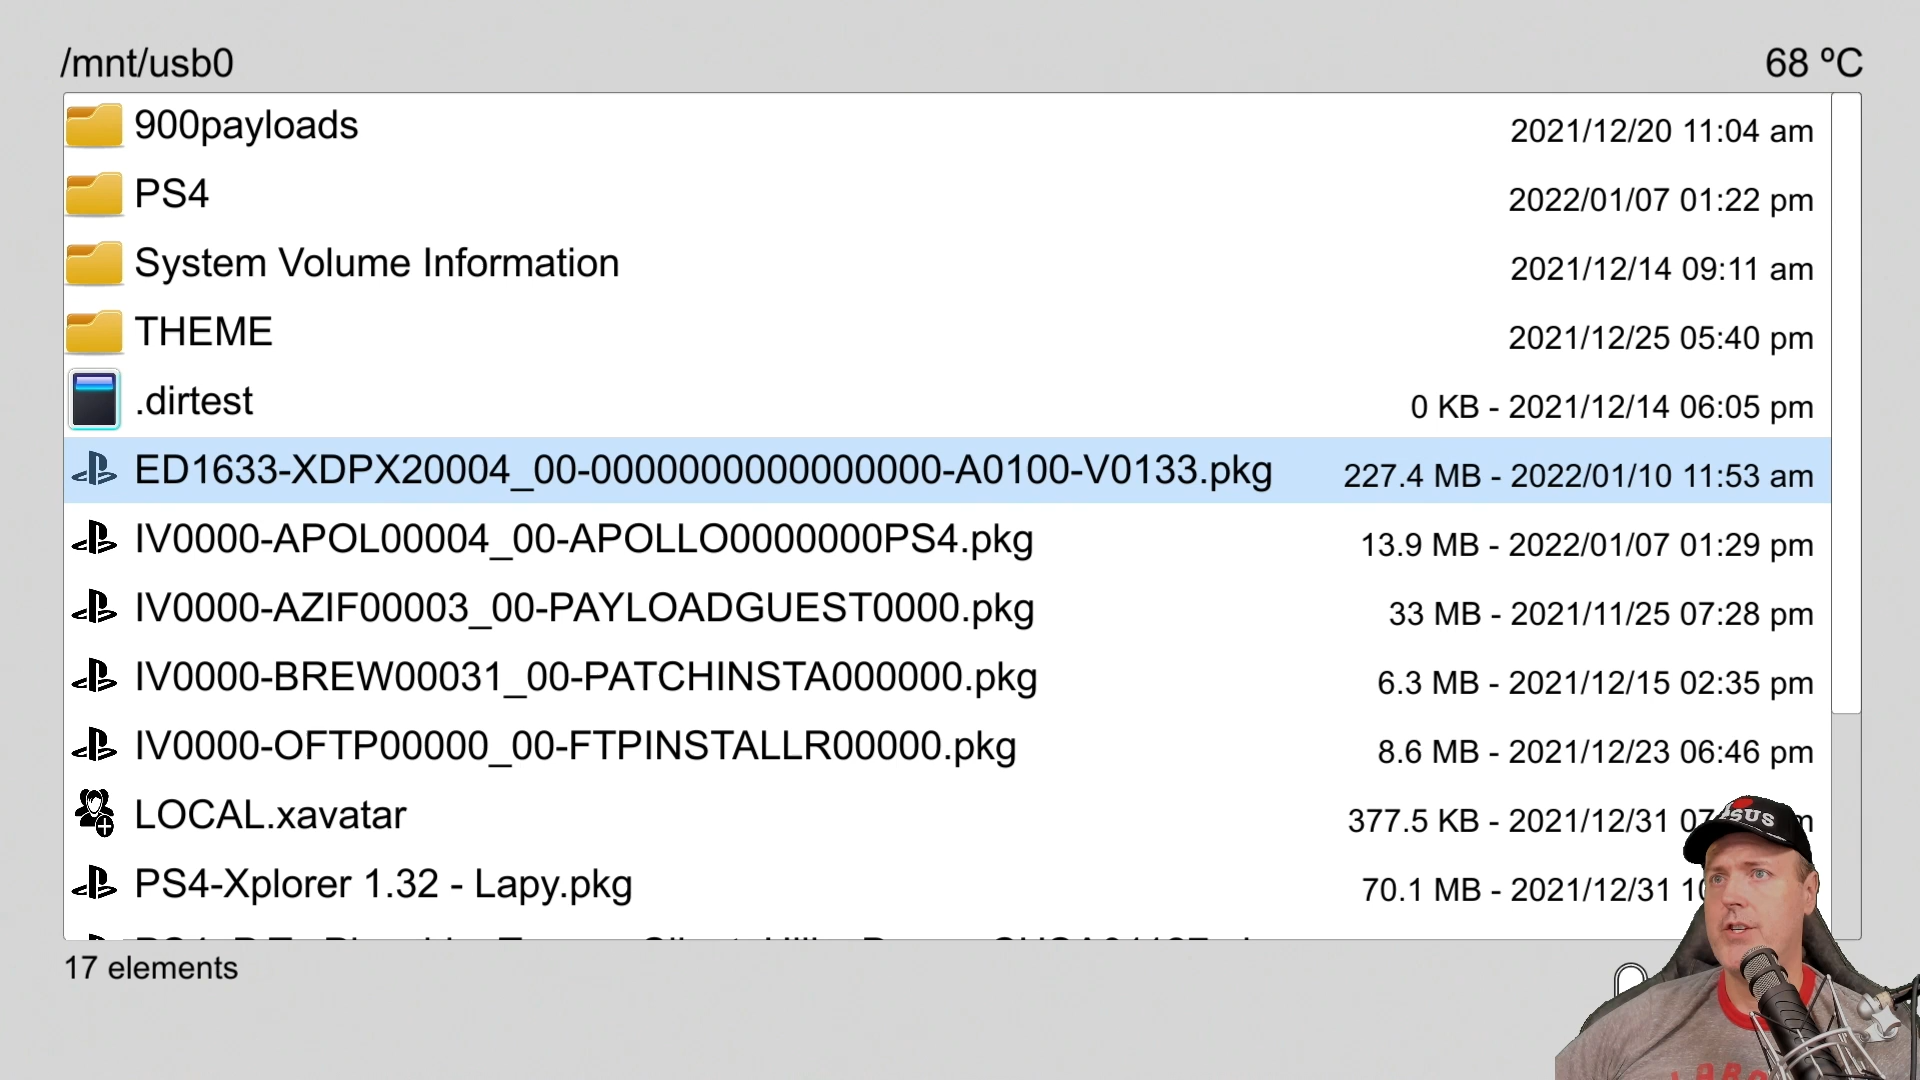 /mnt/usb0
68 ºC
900payloads
2021/12/20 11:04 am
PS4
2022/01/07 01:22 pm
System Volume Information
2021/12/14 09:11 am
THEME
2021/12/25 05:40 pm
.dirtest
0 KB - 2021/12/14 06:05 pm
ED1633-XDPX20004_00-0000000000000000-A0100-V0133.pkg
227.4 MB - 2022/01/10 11:53 am
IV0000-APOL00004_00-APOLLO0000000PS4.pkg
13.9 MB - 2022/01/07 01:29 pm
IV0000-AZIF00003_00-PAYLOADGUEST0000.pkg
33 MB - 2021/11/25 07:28 pm
IV0000-BREW00031_00-PATCHINSTA000000.pkg
6.3 MB - 2021/12/15 02:35 pm
IV0000-OFTP00000_00-FTPINSTALLR00000.pkg
8.6 MB - 2021/12/23 06:46 pm
LOCAL.xavatar
377.5 KB - 2021/12/31
PS4-Xplorer 1.32 - Lapy.pkg
70.1 MB - 2021/12/31
17 elements